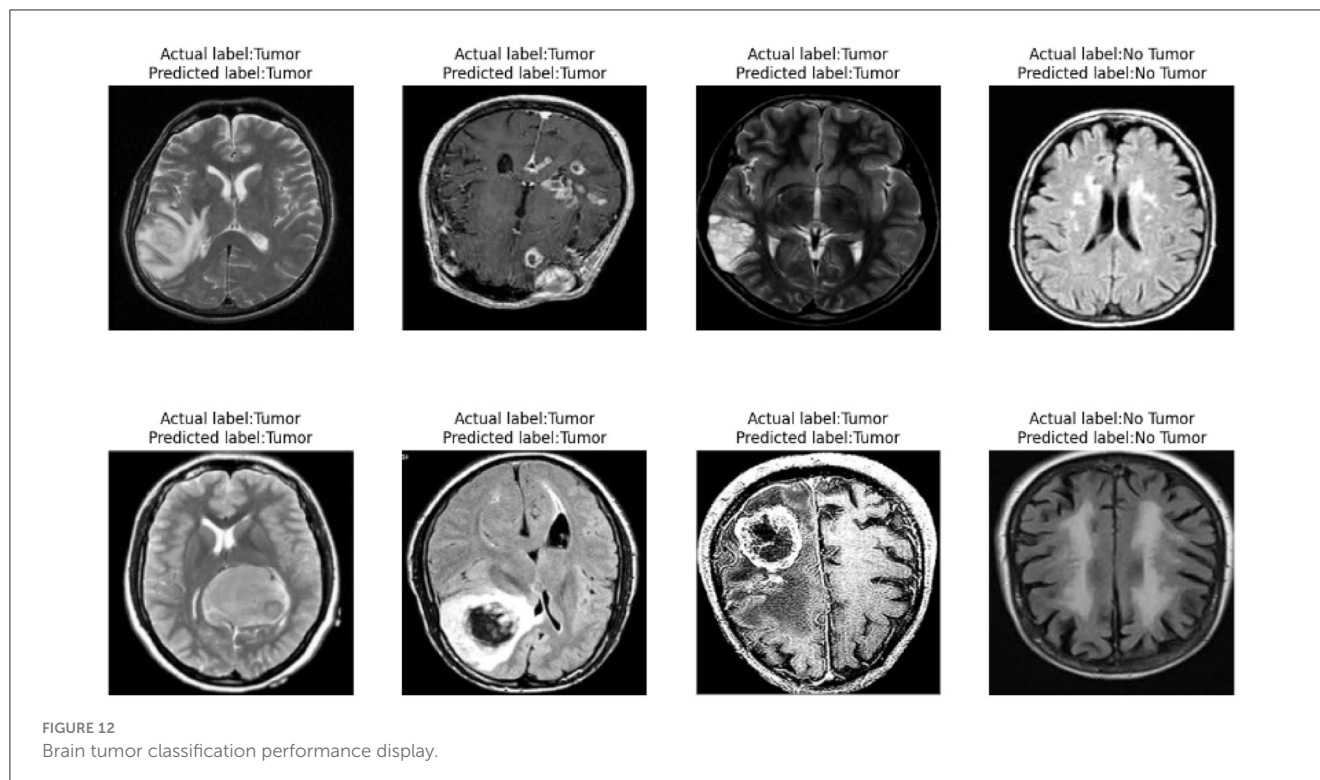 Actual label:Tumor
Predicted label:Tumor
Actual label:Tumor
Predicted label:Tumor
Actual label:Tumor
Predicted label:Tumor
Actual label:No Tumor
Predicted label:No Tumor
Actual label:Tumor
Predicted label:Tumor
Actual label:Tumor
Predicted label:Tumor
Actual label:Tumor
Predicted label:Tumor
Actual label:No Tumor
Predicted label:No Tumor
FIGURE 12
Brain tumor classification performance display.